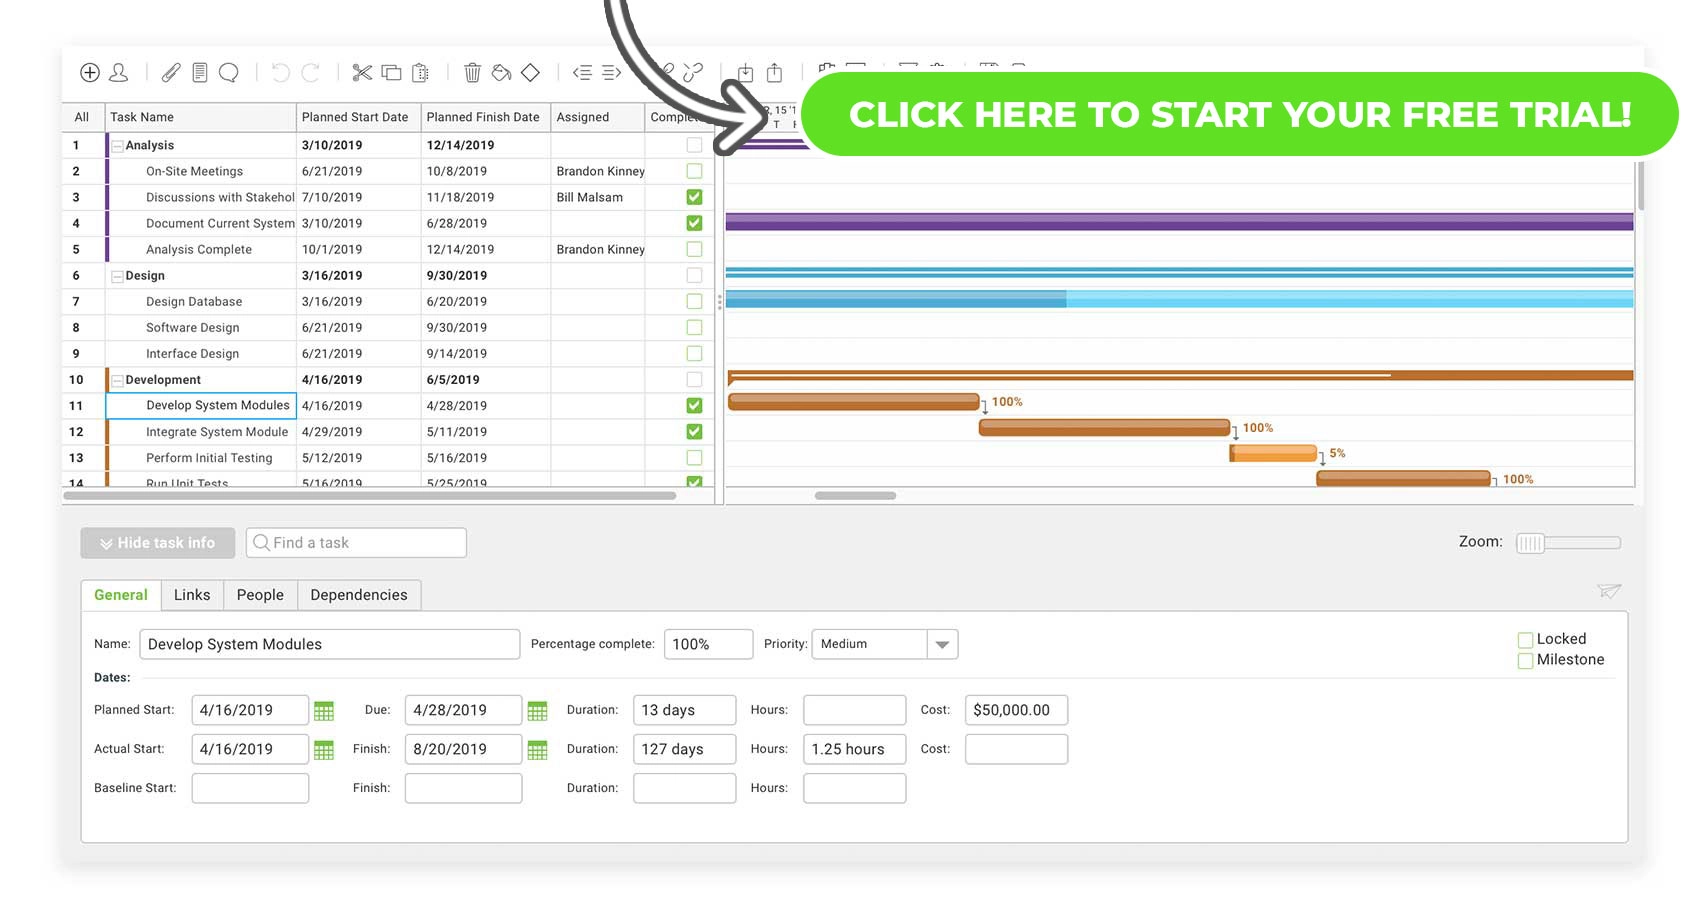 CLICK HERE TO START YOUR FREE TRIAL!
All Task Name Planned Start Date Planned Finish Date Assigned
1 Analysis 3/10/2019 12/14/2019
2 On-Site Meetings 6/21/2019 10/8/2019 Brandon Kinney
3 Discussions with Stakehol 7/10/2019 11/18/2019 Bill Malsam
4 Document Current System 3/10/2019 6/28/2019
5 Analysis Complete 10/1/2019 12/14/2019 Brandon Kinney
6 Design 3/16/2019 9/30/2019
7 Design Database 3/16/2019 6/20/2019
8 Software Design 6/21/2019 9/30/2019
9 Interface Design 6/21/2019 9/14/2019
10 Development 4/16/2019 6/5/2019
11 Develop System Modules 4/16/2019 4/28/2019 100%
12 Integrate System Module 4/29/2019 5/11/2019 100%
13 Perform Initial Testing 5/12/2019 5/16/2019 5%
14 Run Unit Tests 5/16/2019 5/25/2019 100%
Hide task info Find a task Zoom:
General Links People Dependencies
Name: Develop System Modules Percentage complete: 100% Priority: Medium Locked
Milestone
Dates:
Planned Start: 4/16/2019 Due: 4/28/2019 Duration: 13 days Hours: Cost: $50,000.00
Actual Start: 4/16/2019 Finish: 8/20/2019 Duration: 127 days Hours: 1.25 hours Cost:
Baseline Start: Finish: Duration: Hours: